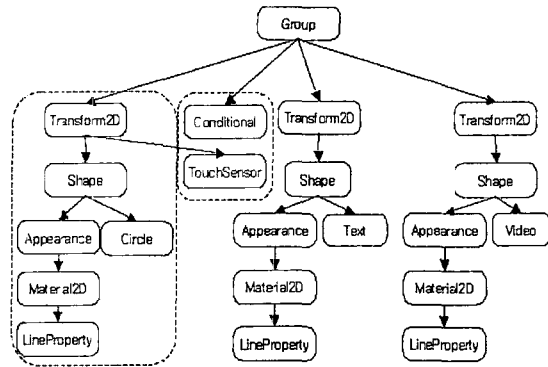 Group
Transform2D
Conditional
Transform2D
Transform2D
TouchSensor
Shape
Shape
Shape
Appearance
Circle
Appearance
Text
Appearance
Video
Material2D
Material2D
Material2D
LineProperty
LineProperty
LineProperty